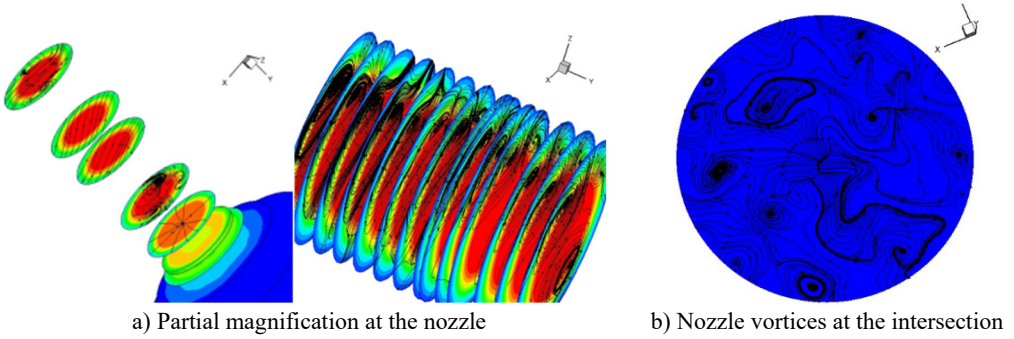 X Z Y
Z X Y
Y X
a) Partial magnification at the nozzle
b) Nozzle vortices at the intersection